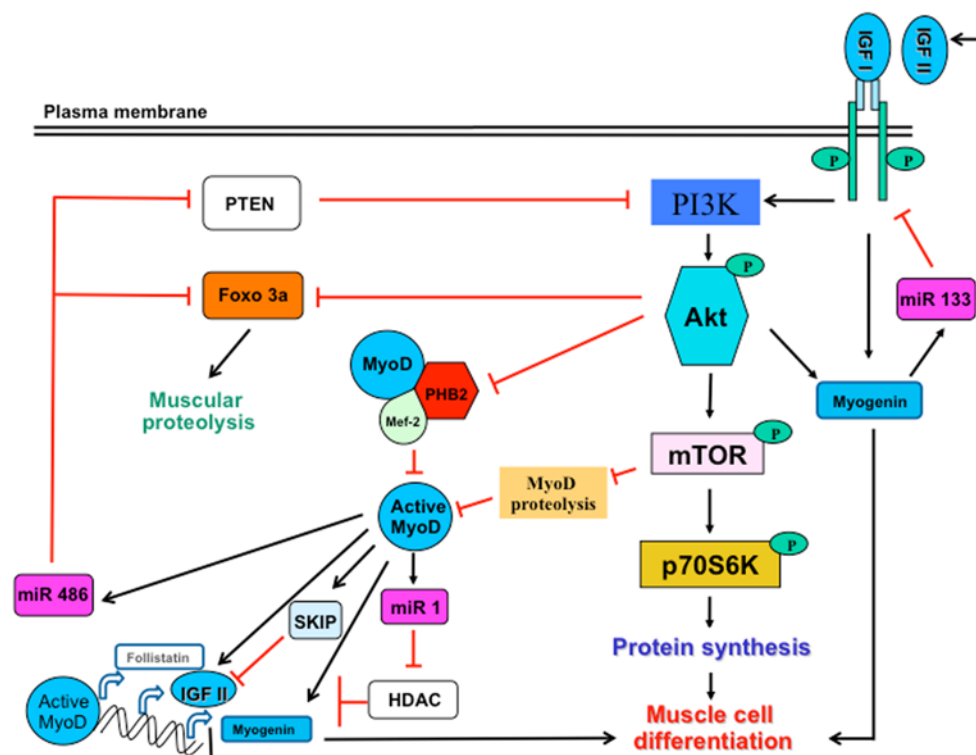 IGF I
IGF II
Plasma membrane
P
P
PTEN
PI3K
P
Foxo 3a
Akt
miR 133
MyoD
PHB2
Mef-2
Muscular
proteolysis
Myogenin
P
mTOR
MyoD
proteolysis
Active
MyoD
P
p70S6K
miR 486
miR 1
SKIP
Protein synthesis
Follistatin
IGF II
Active
MyoD
HDAC
Myogenin
Muscle cell
differentiation